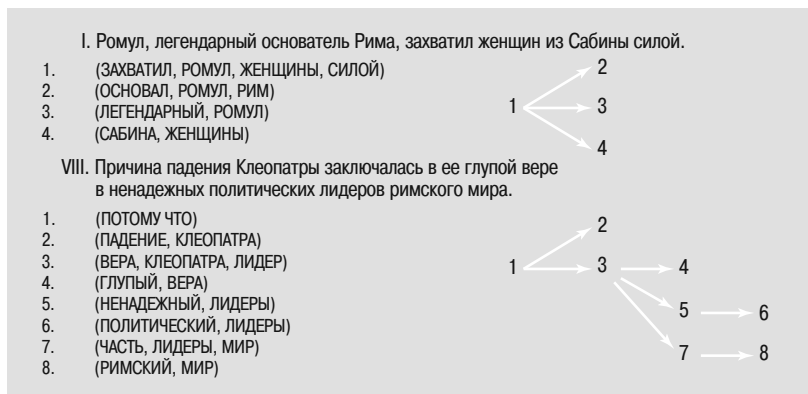 I. Ромул, легендарный основатель Рима, захватил женщин из Сабины силой.
1. (ЗАХВАТИЛ, РОМУЛ, ЖЕНЩИНЫ, СИЛОЙ)
2. (ОСНОВАЛ, РОМУЛ, РИМ)
3. (ЛЕГЕНДАРНЫЙ, РОМУЛ)
4. (САБИНА, ЖЕНЩИНЫ)
1
2
3
4
VIII. Причина падения Клеопатры заключалась в ее глупой вере
в ненадежных политических лидеров римского мира.
1. (ПОТОМУ ЧТО)
2. (ПАДЕНИЕ, КЛЕОПАТРА)
3. (ВЕРА, КЛЕОПАТРА, ЛИДЕР)
4. (ГЛУПЫЙ, ВЕРА)
5. (НЕНАДЕЖНЫЙ, ЛИДЕРЫ)
6. (ПОЛИТИЧЕСКИЙ, ЛИДЕРЫ)
7. (ЧАСТЬ, ЛИДЕРЫ, МИР)
8. (РИМСКИЙ, МИР)
2
1 3 4
5 6
7 8